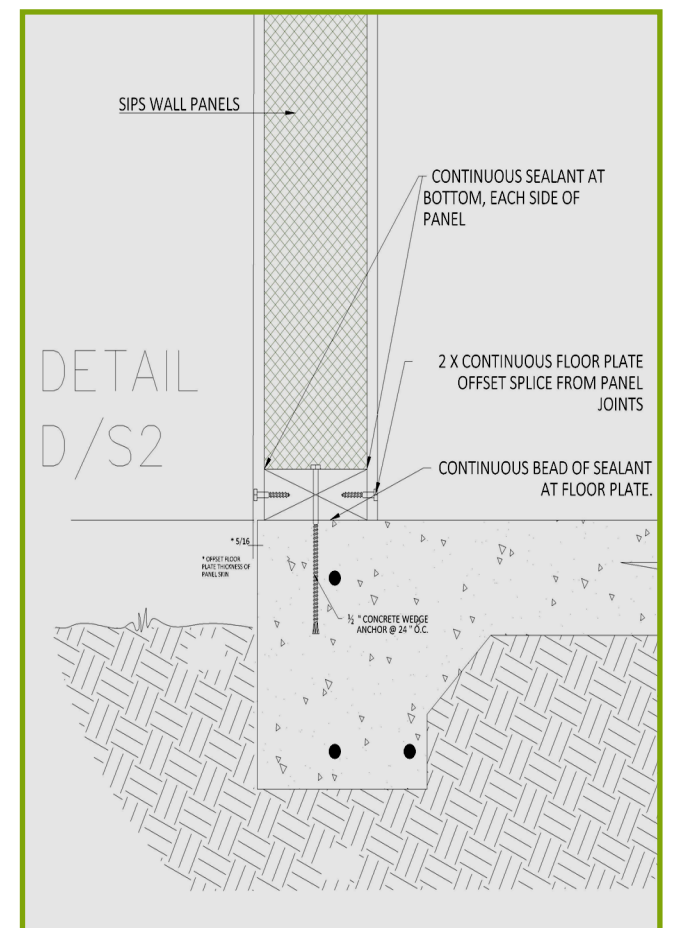 SIPS WALL PANELS
CONTINUOUS SEALANT AT
BOTTOM, EACH SIDE OF
PANEL
DETAIL
D/S2
2 X CONTINUOUS FLOOR PLATE
OFFSET SPLICE FROM PANEL
JOINTS
CONTINUOUS BEAD OF SEALANT
AT FLOOR PLATE.
* 5/16
* OFFSET FLOOR
PLATE THICKNESS OF
PANEL SKIN
½ " CONCRETE WEDGE
ANCHOR @ 24 " O.C.